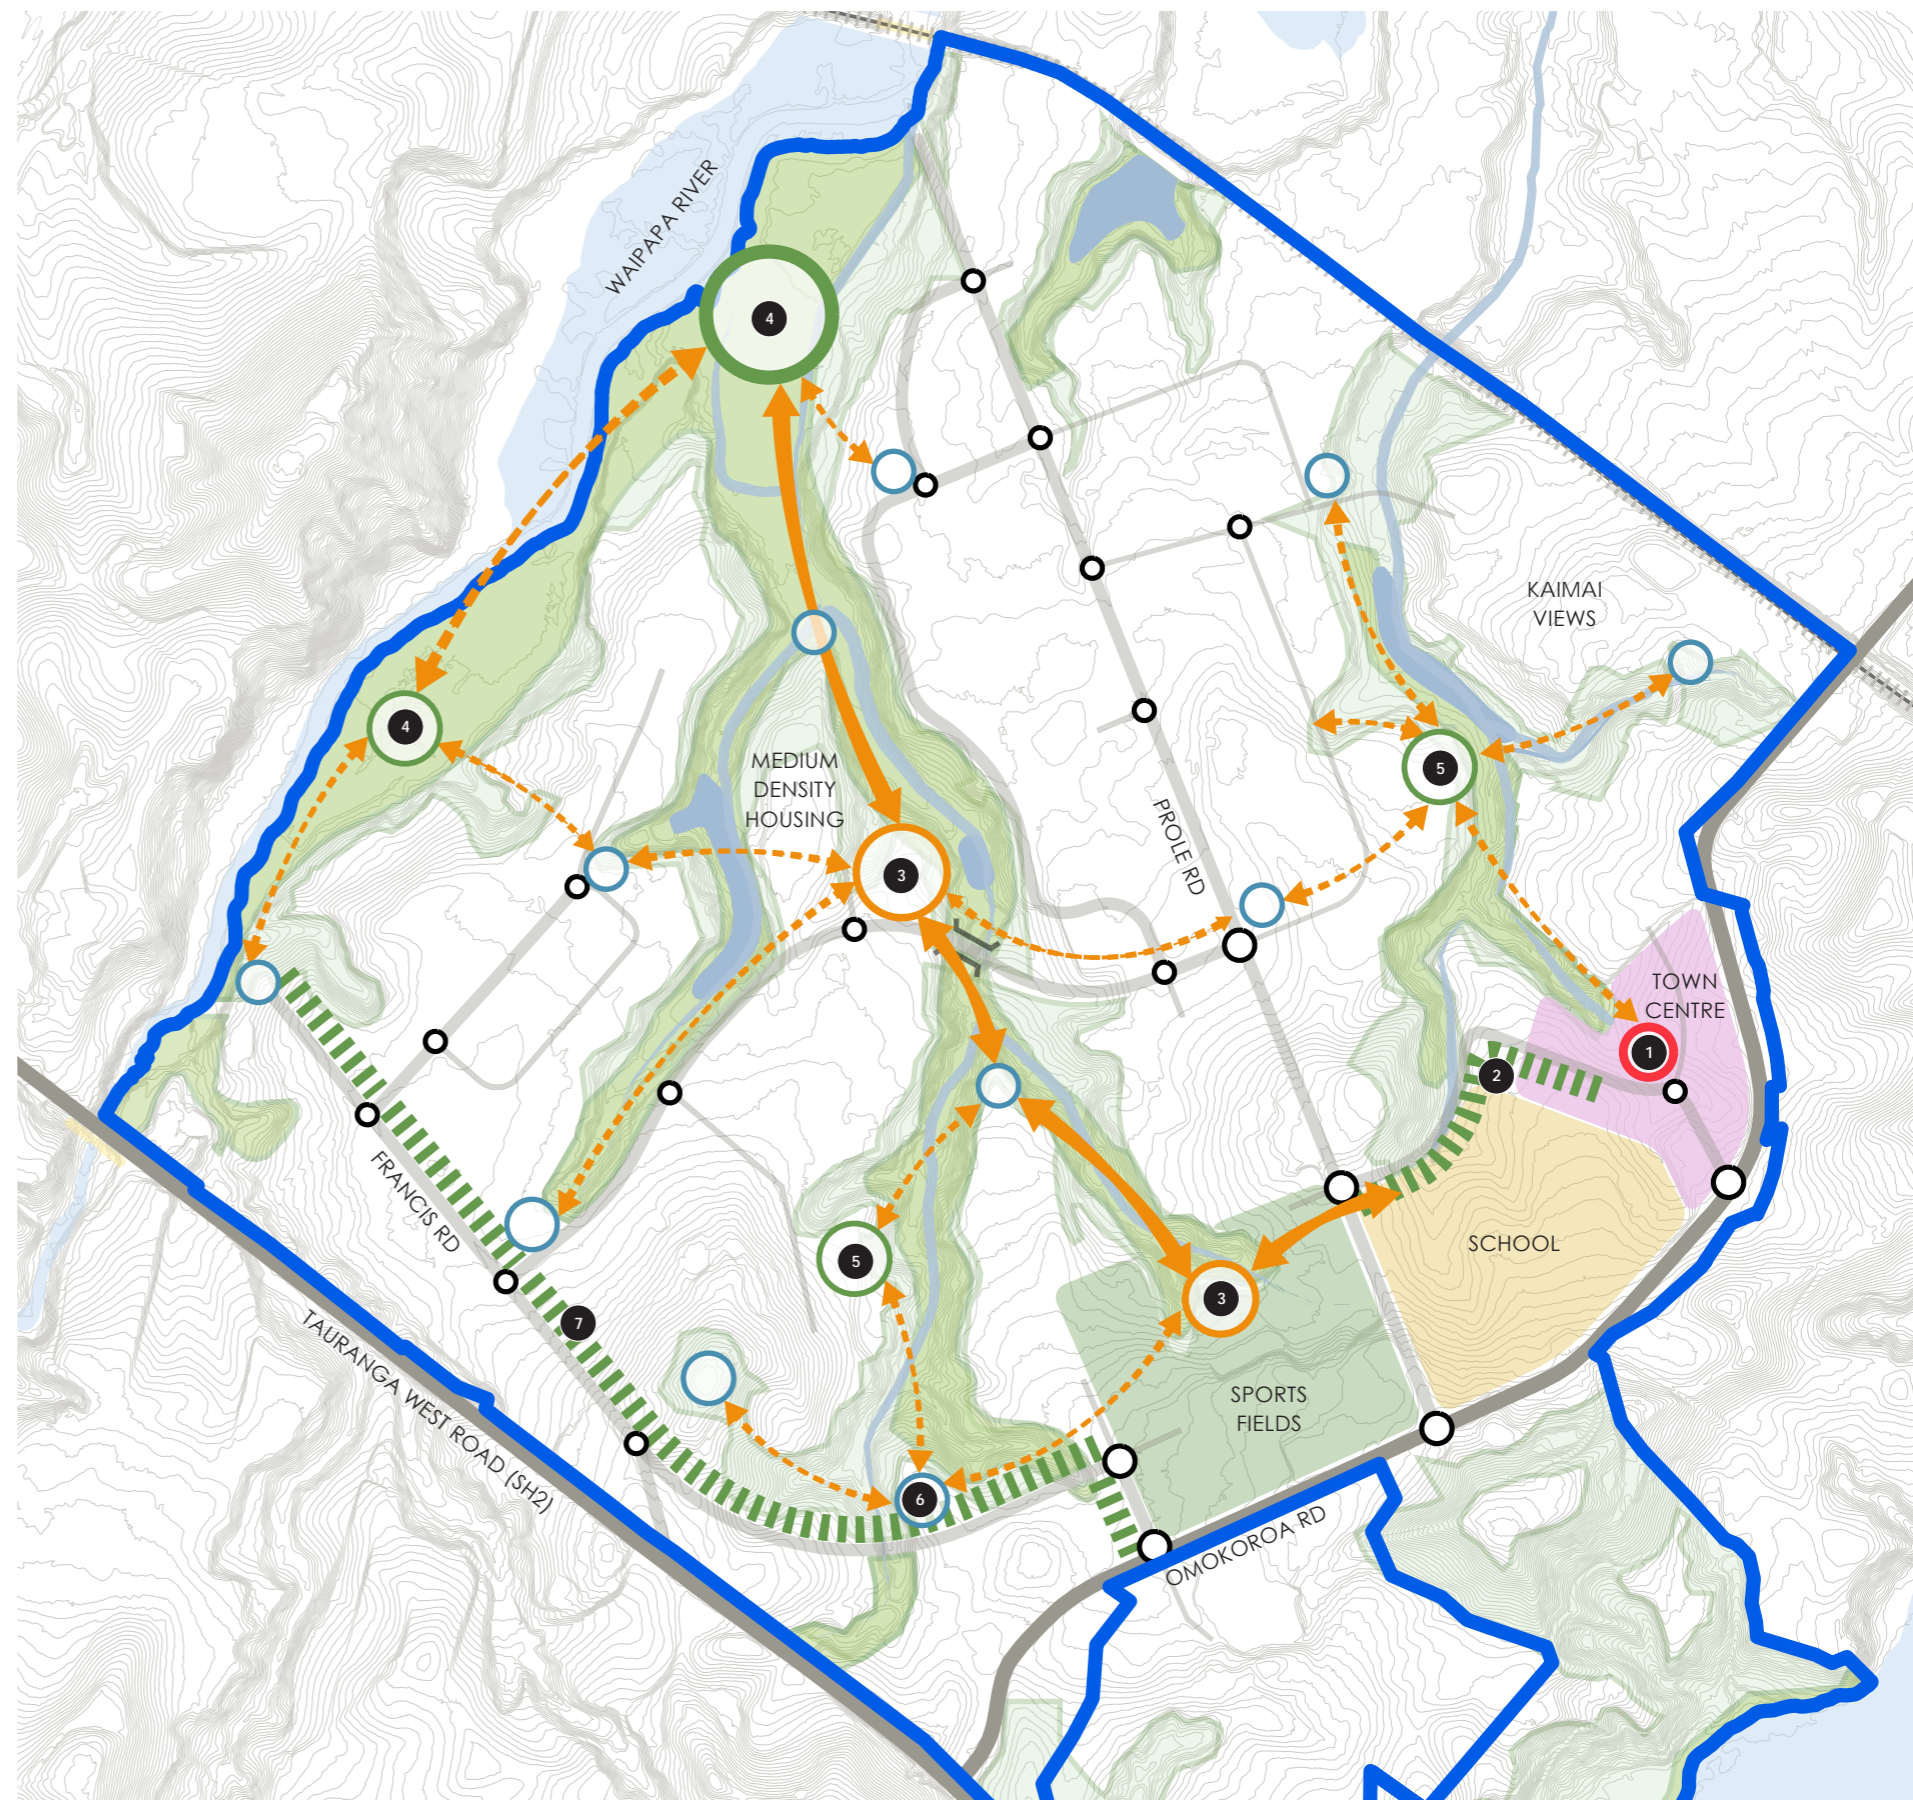 WAIPAPA RIVER
4
KAIMAI
VIEWS
4
MEDIUM
DENSITY
HOUSING
5
PROLE RD
3
TOWN
CENTRE
1
2
FRANCIS RD
SCHOOL
5
3
7
TAURANGA WEST ROAD (SH2)
SPORTS
FIELDS
6
OMOKOROA RD